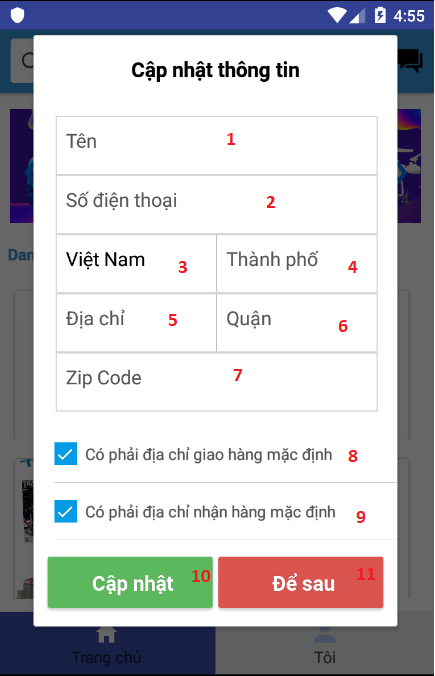 4:55
Cập nhật thông tin
Tên 1
Số điện thoại 2
Việt Nam 3 Thành phố 4
Địa chỉ 5 Quận 6
Zip Code 7
Có phải địa chỉ giao hàng mặc định 8
Có phải địa chỉ nhận hàng mặc định 9
Cập nhật 10 Để sau 11
Trang chủ Tôi